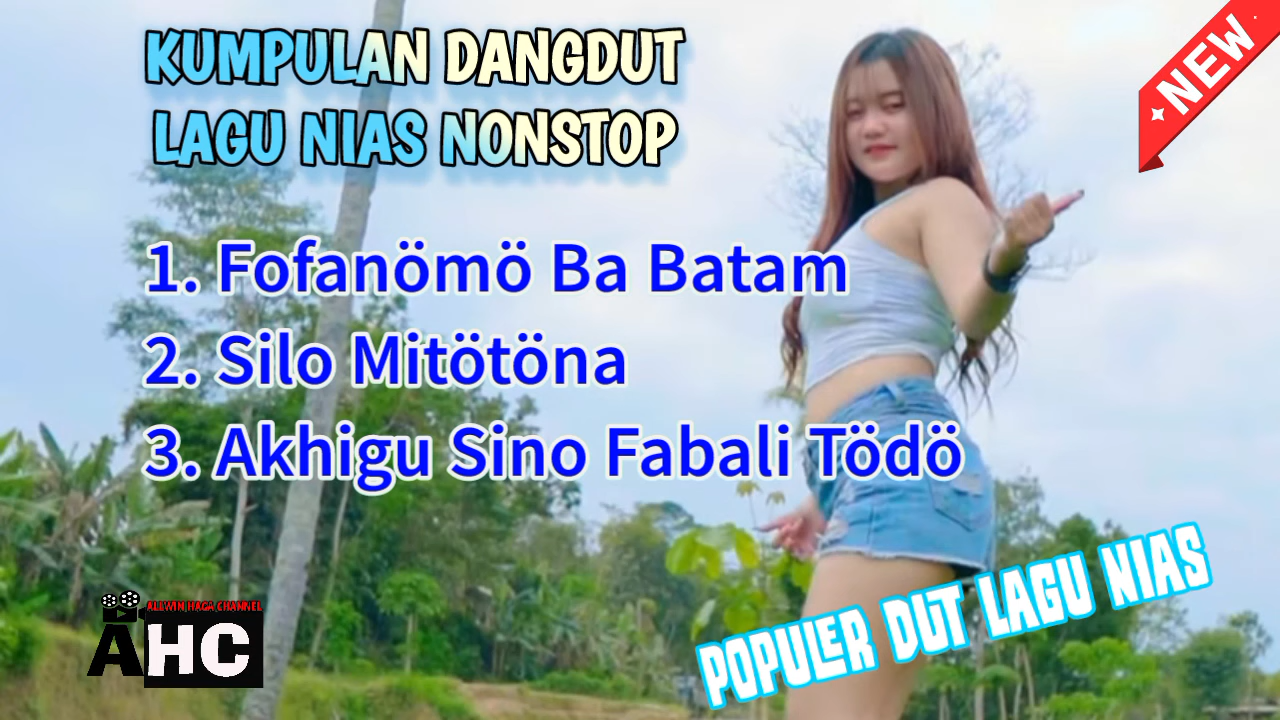 KUMPULAN DANGDUT
LAGU NIAS NONSTOP
NEW
1. Fofanömö Ba Batam
2. Silo Mitötöna
3. Akhigu Sino Fabali Tödö
POPULER DUT LAGU NIAS
ALLWIN HAGA CHANNEL
AHC